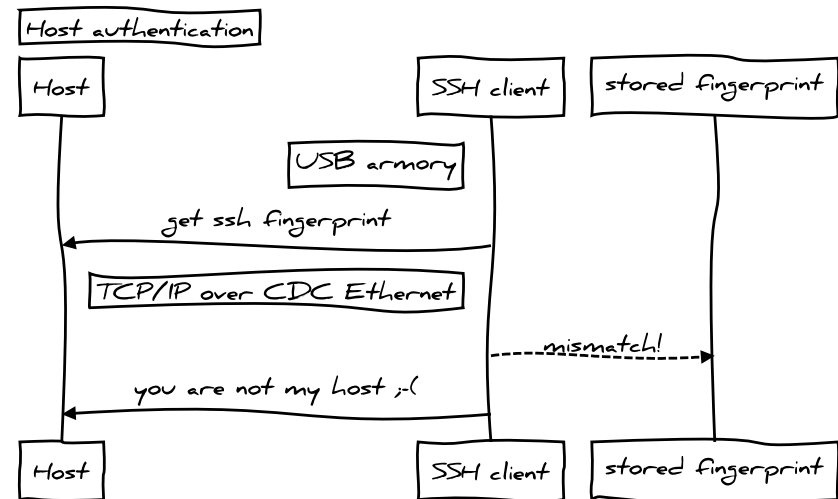 Host authentication
Host
SSH client
stored fingerprint
USB armory
get ssh fingerprint
TCP/IP over CDC Ethernet
mismatch!
you are not my host ;-(
Host
SSH client
stored fingerprint